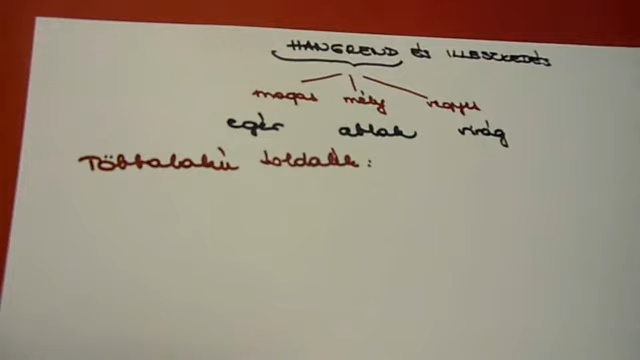 HANGREND ÉS ILLESZKEDÉS
magas mély vegyes
egér ablak virág
Többalakú toldalék: